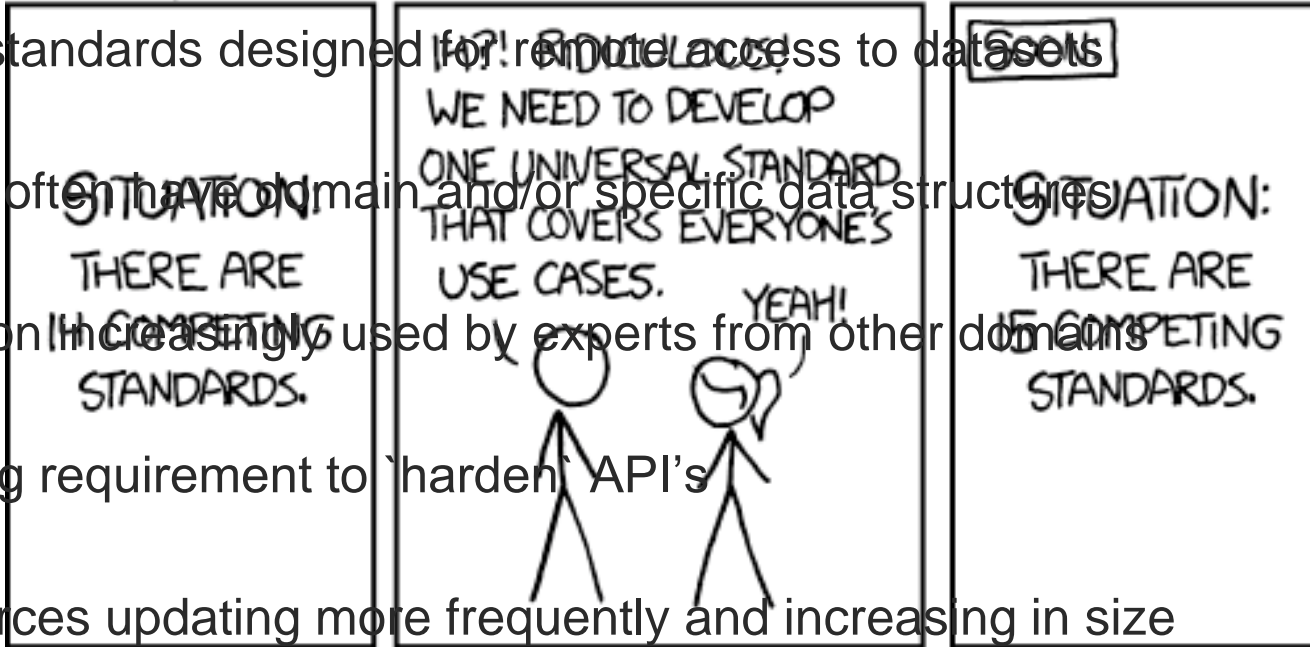 standards designed for remote access to datasets
often have domain and/or specific data structures
increasingly used by experts from other domains
requirement to `harden` API's
updating more frequently and increasing in size
SITUATION:
THERE ARE
14 COMPETING
STANDARDS.
14?! RIDICULOUS!
WE NEED TO DEVELOP
ONE UNIVERSAL STANDARD
THAT COVERS EVERYONE'S
USE CASES.
YEAH!
SOON:
SITUATION:
THERE ARE
15 COMPETING
STANDARDS.